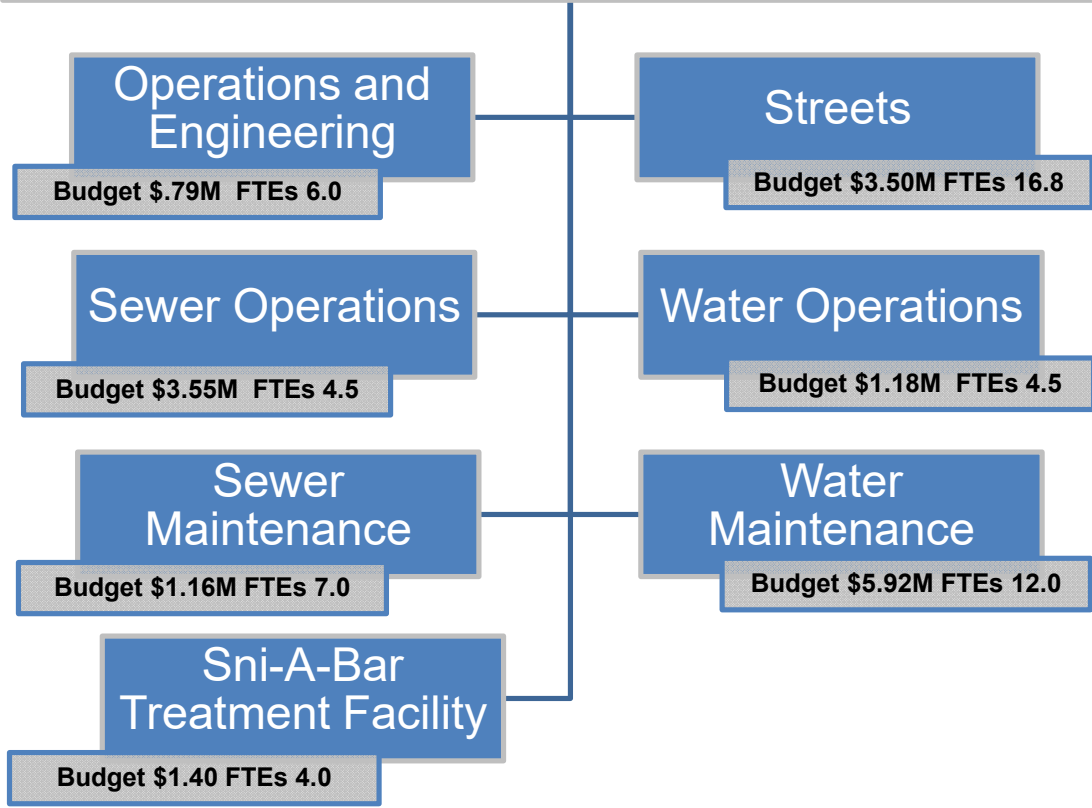 Operations and
Engineering
Budget $.79M  FTEs 6.0
Streets
Budget $3.50M FTEs 16.8
Sewer Operations
Budget $3.55M  FTEs 4.5
Water Operations
Budget $1.18M  FTEs 4.5
Sewer
Maintenance
Budget $1.16M FTEs 7.0
Water
Maintenance
Budget $5.92M FTEs 12.0
Sni-A-Bar
Treatment Facility
Budget $1.40 FTEs 4.0